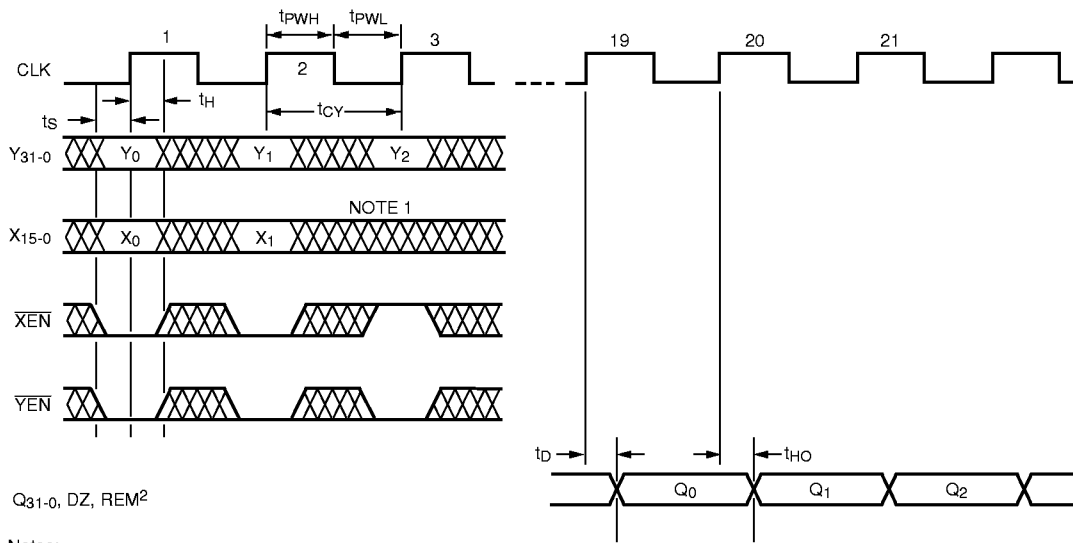 tPWH tPWL
1 3 19 20 21
CLK 2
tH tCY
tS
Y31-0 Y0 Y1 Y2
NOTE 1
X15-0 X0 X1
XEN
YEN
tD tHO
Q31-0, DZ, REM2 Q0 Q1 Q2